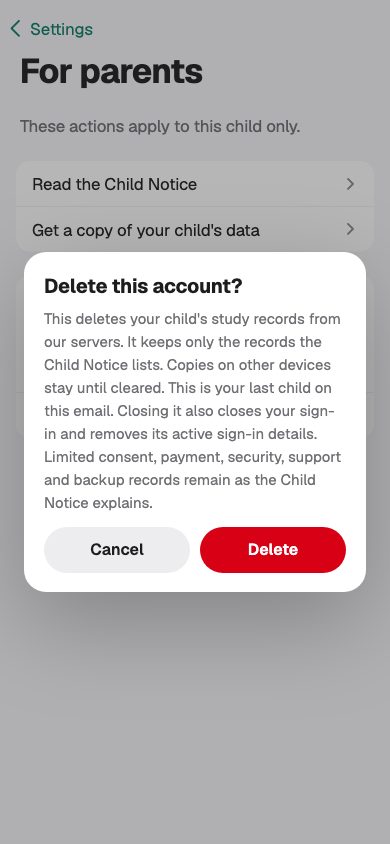 Settings
For parents
These actions apply to this child only.
Read the Child Notice
Get a copy of your child's data
Delete this account?
This deletes your child's study records from
our servers. It keeps only the records the
Child Notice lists. Copies on other devices
stay until cleared. This is your last child on
this email. Closing it also closes your sign-
in and removes its active sign-in details.
Limited consent, payment, security, support
and backup records remain as the Child
Notice explains.
Cancel
Delete